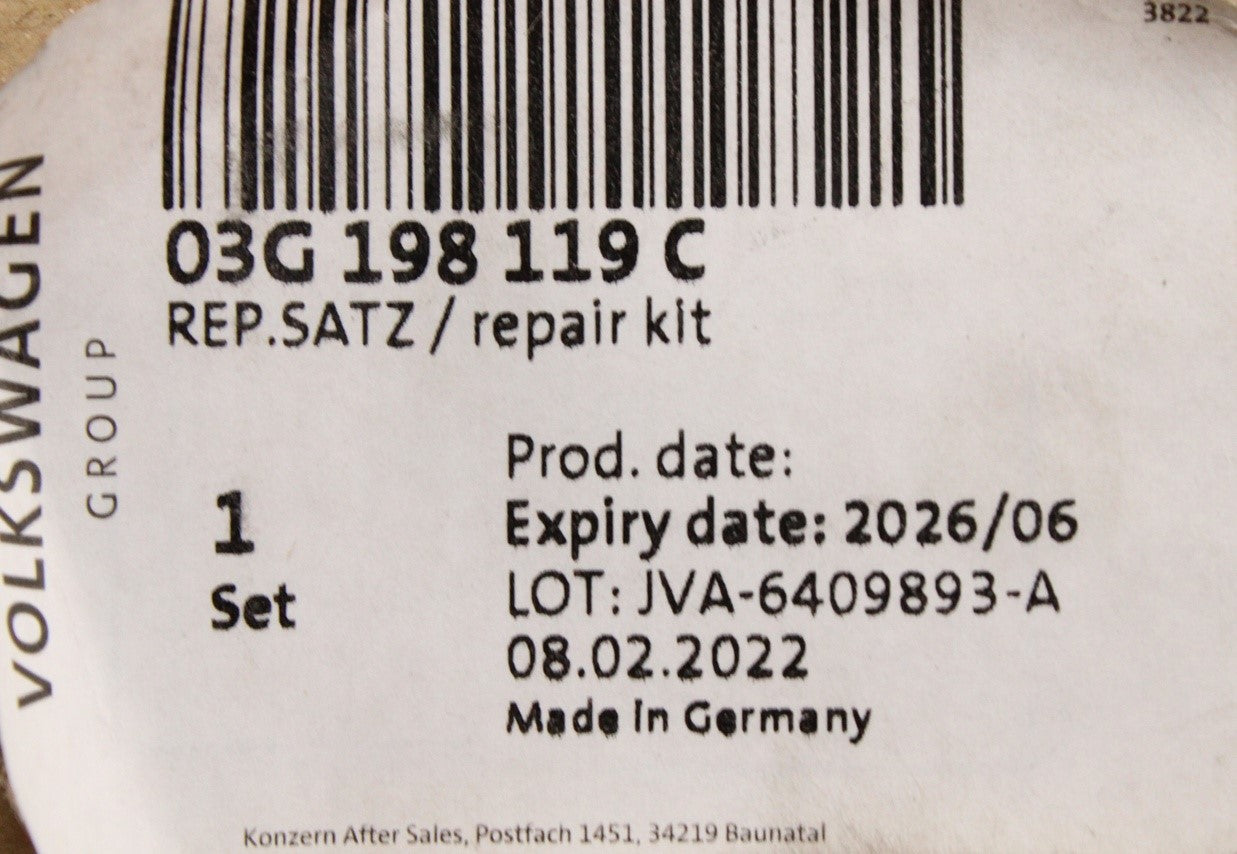 3822
03G 198 119 C
REP.SATZ / repair kit
VOLKSWAGEN
GROUP
1
Set
Prod. date:
Expiry date: 2026/06
LOT: JVA-6409893-A
08.02.2022
Made in Germany
Konzern After Sales, Postfach 1451, 34219 Baunatal